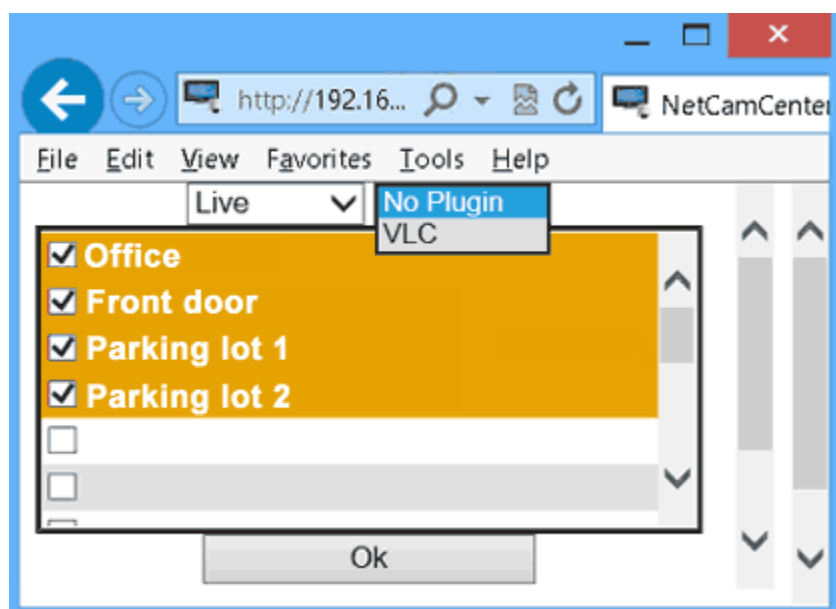 http://192.16... NetCamCenter
File Edit View Favorites Tools Help
Live No Plugin
VLC
Office
Front door
Parking lot 1
Parking lot 2
Ok